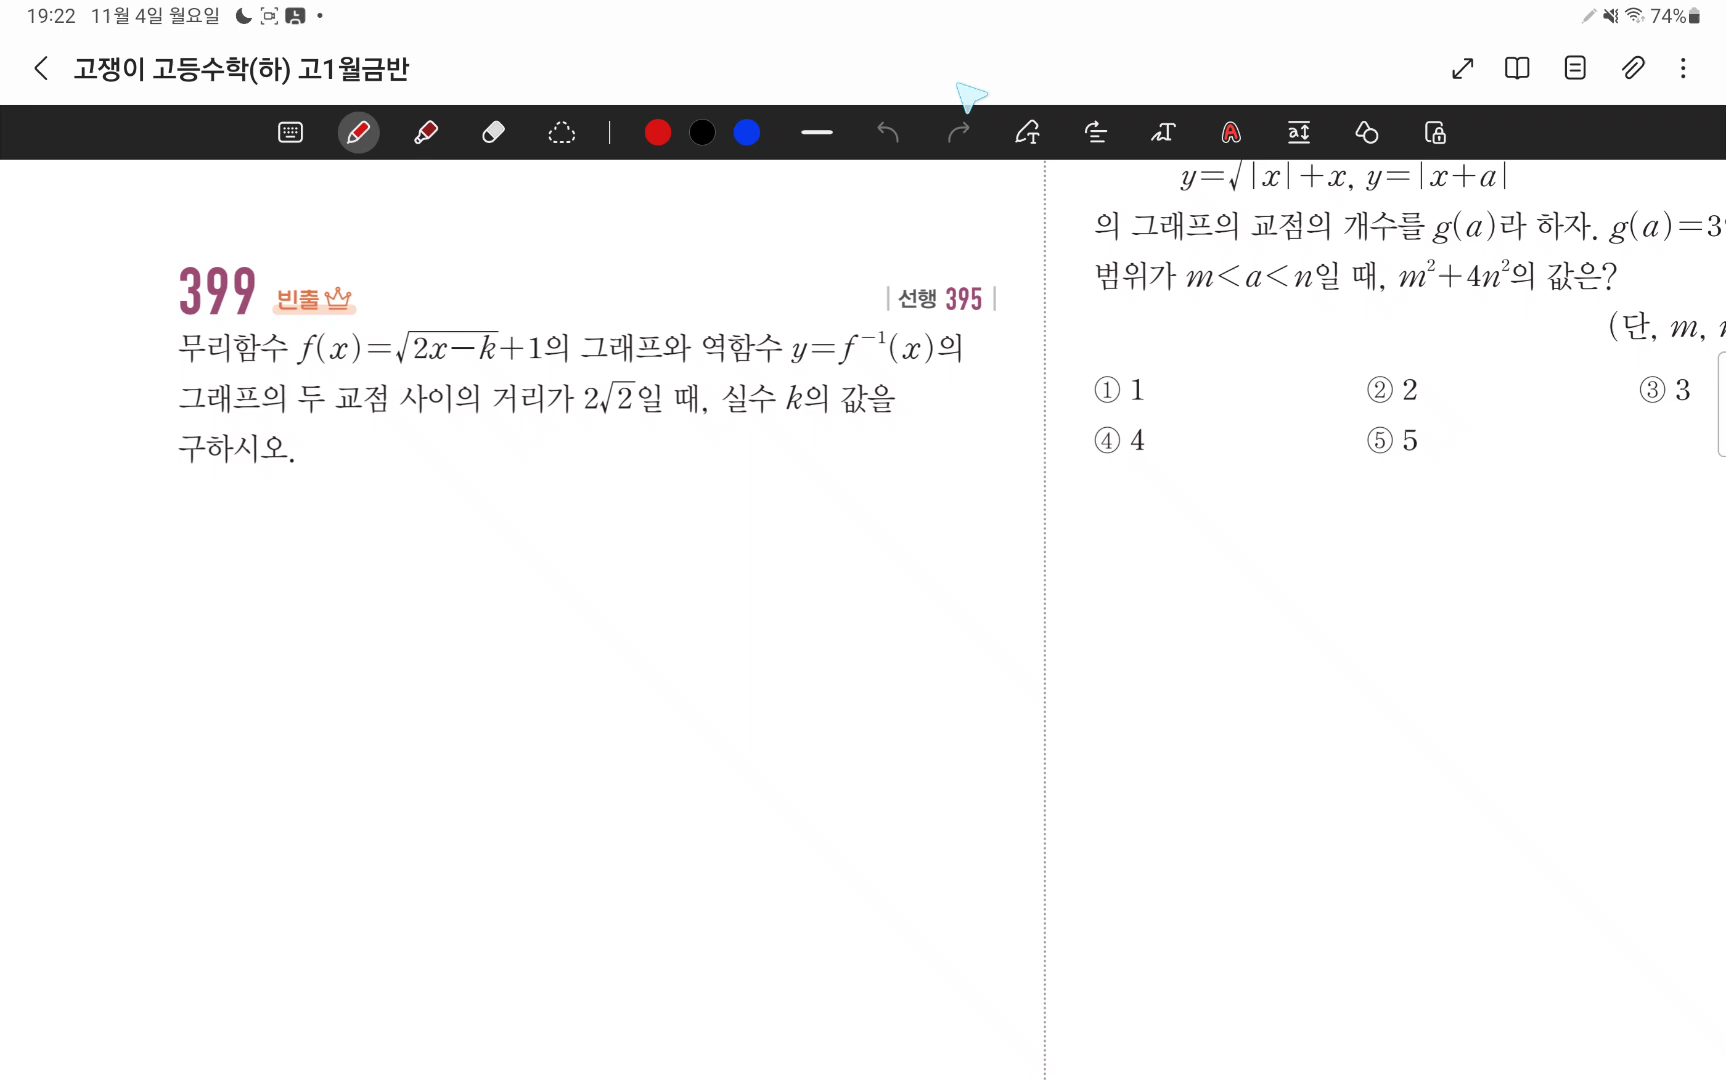 19:22 11월 4일 월요일
74%
고쟁이 고등수학(하) 고1월금반
399 빈출
| 선행 395 |
무리함수 f(x)=√(2x-k)+1의 그래프와 역함수 y=f⁻¹(x)의
그래프의 두 교점 사이의 거리가 2√2일 때, 실수 k의 값을
구하시오.
y=√|x|+x, y=|x+a|
의 그래프의 교점의 개수를 g(a)라 하자. g(a)=3
범위가 m<a<n일 때, m²+4n²의 값은?
(단, m,
① 1
② 2
③ 3
④ 4
⑤ 5